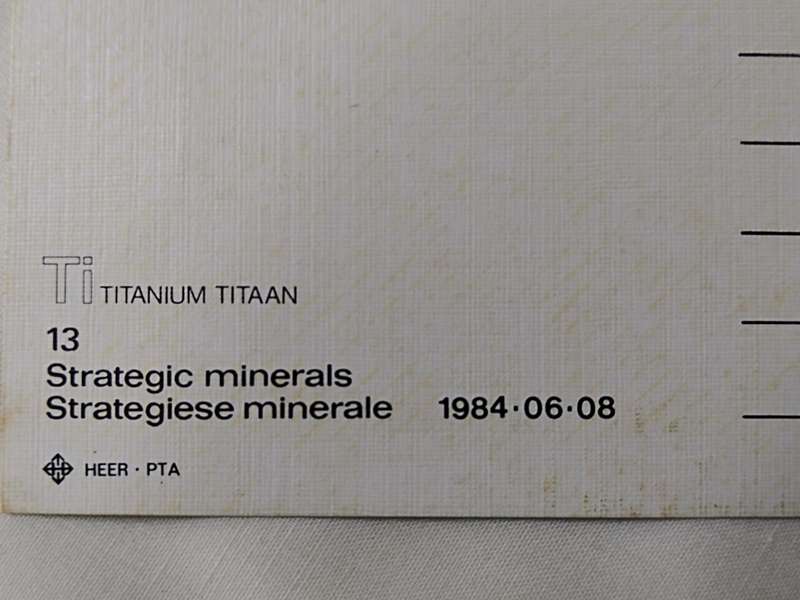 Ti TITANIUM TITAAN
13
Strategic minerals
Strategiese minerale 1984·06·08
HEER · PTA